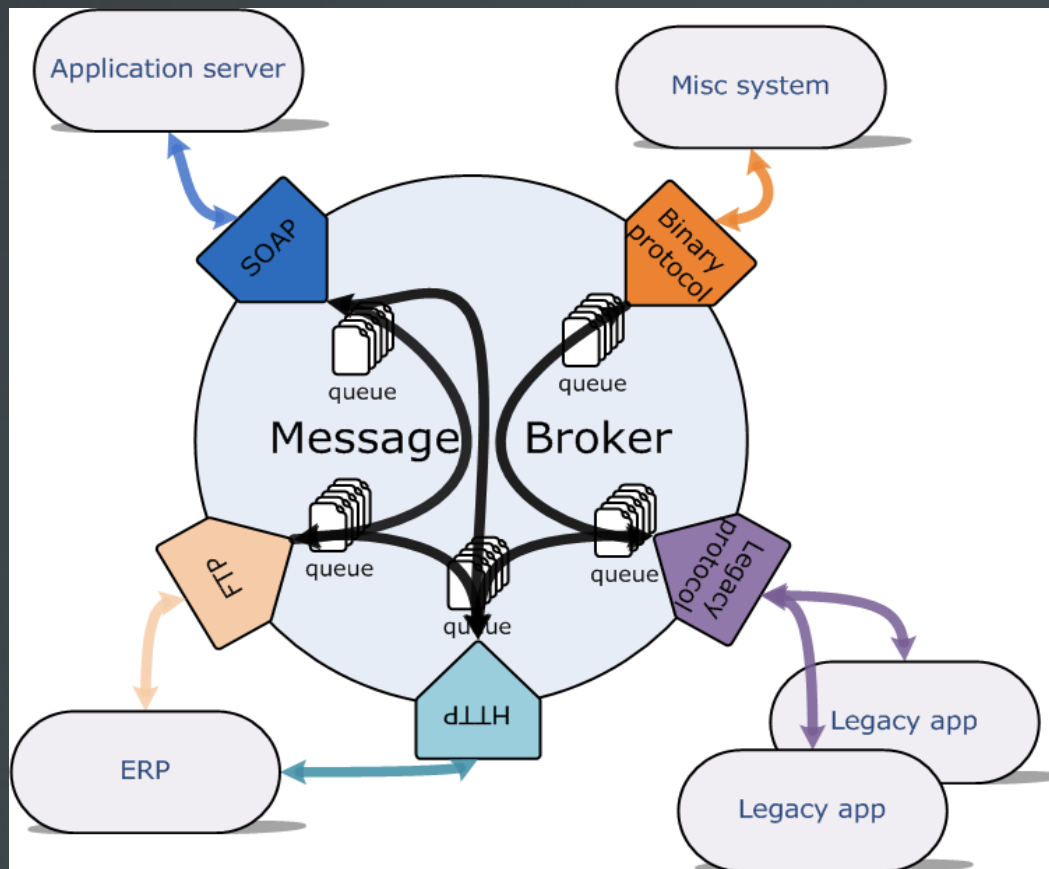 Application server
Misc system
SOAP
Binary
protocol
queue
queue
Message Broker
queue
queue
queue
FTP
Legacy
protocol
HTTP
ERP
Legacy app
Legacy app